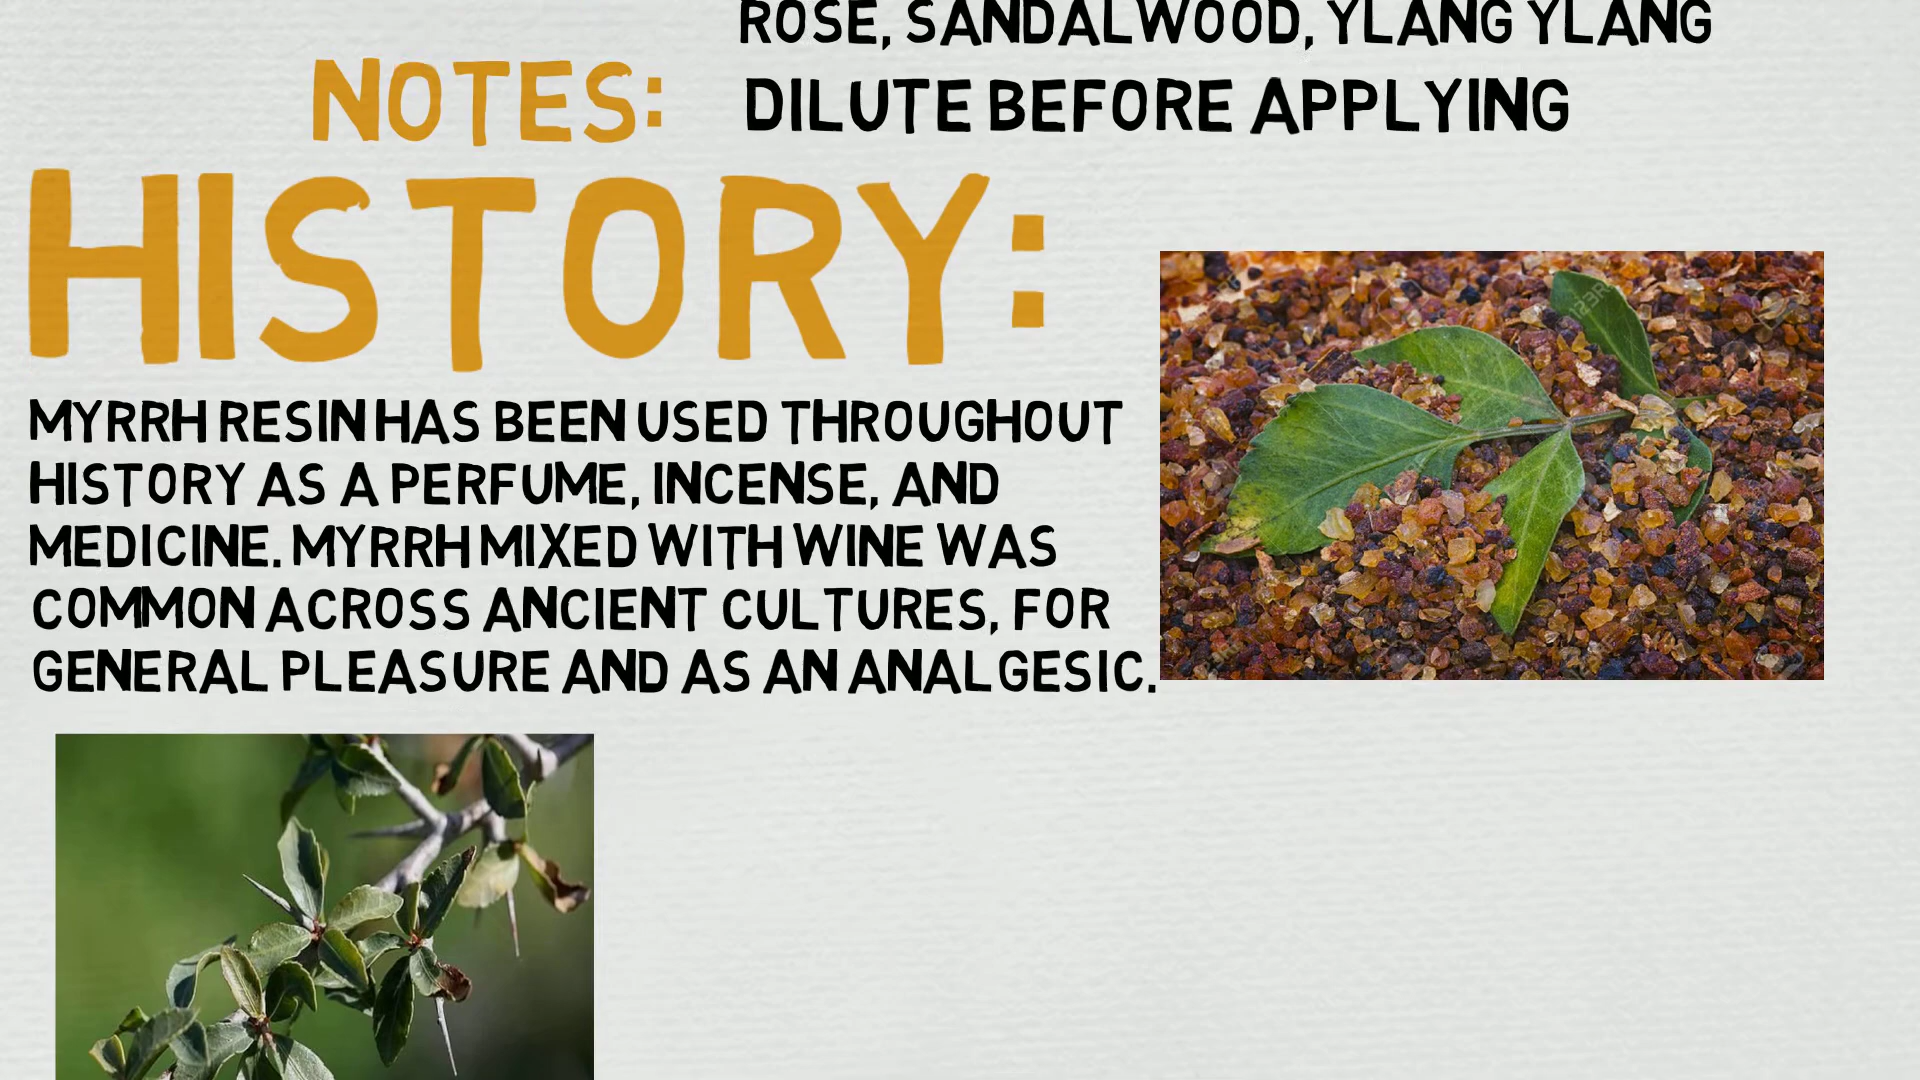 ROSE, SANDALWOOD, YLANG YLANG
NOTES: DILUTE BEFORE APPLYING
HISTORY:
MYRRH RESIN HAS BEEN USED THROUGHOUT
HISTORY AS A PERFUME, INCENSE, AND
MEDICINE. MYRRH MIXED WITH WINE WAS
COMMON ACROSS ANCIENT CULTURES, FOR
GENERAL PLEASURE AND AS AN ANALGESIC.